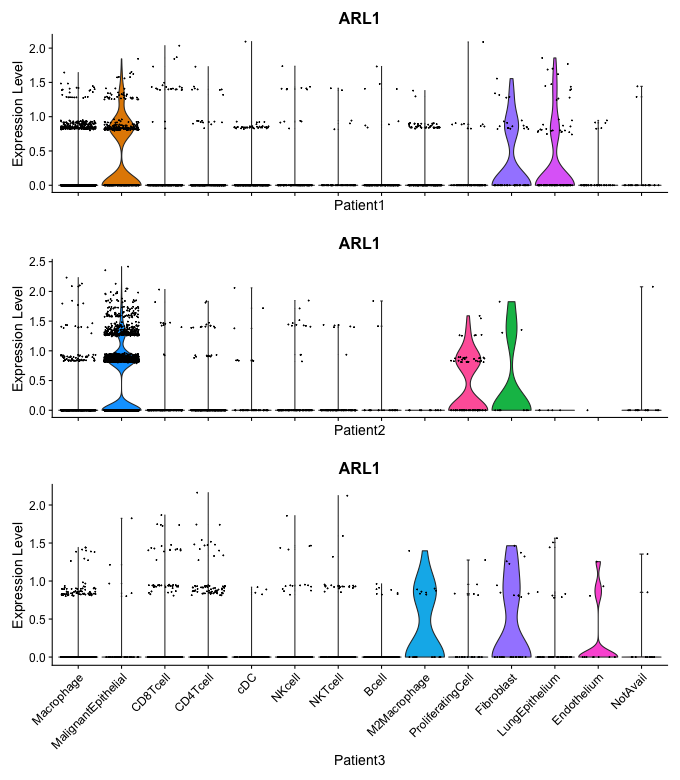 ARL1
Expression Level
2.0
1.5
1.0
0.5
0.0
Patient1
ARL1
Expression Level
2.5
2.0
1.5
1.0
0.5
0.0
Patient2
ARL1
Expression Level
2.0
1.5
1.0
0.5
0.0
Macrophage
MalignantEpithelial
CD8Tcell
CD4Tcell
cDC
NKcell
NKTcell
Bcell
M2Macrophage
ProliferatingCell
Fibroblast
LungEpithelium
Endothelium
NotAvail
Patient3